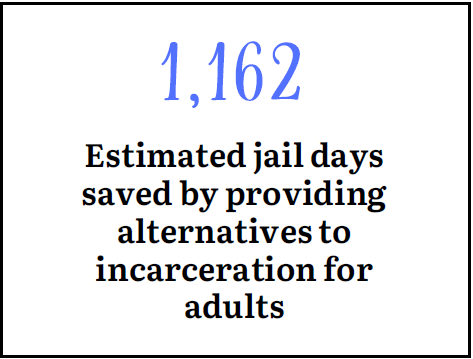 1,162
Estimated jail days
saved by providing
alternatives to
incarceration for
adults